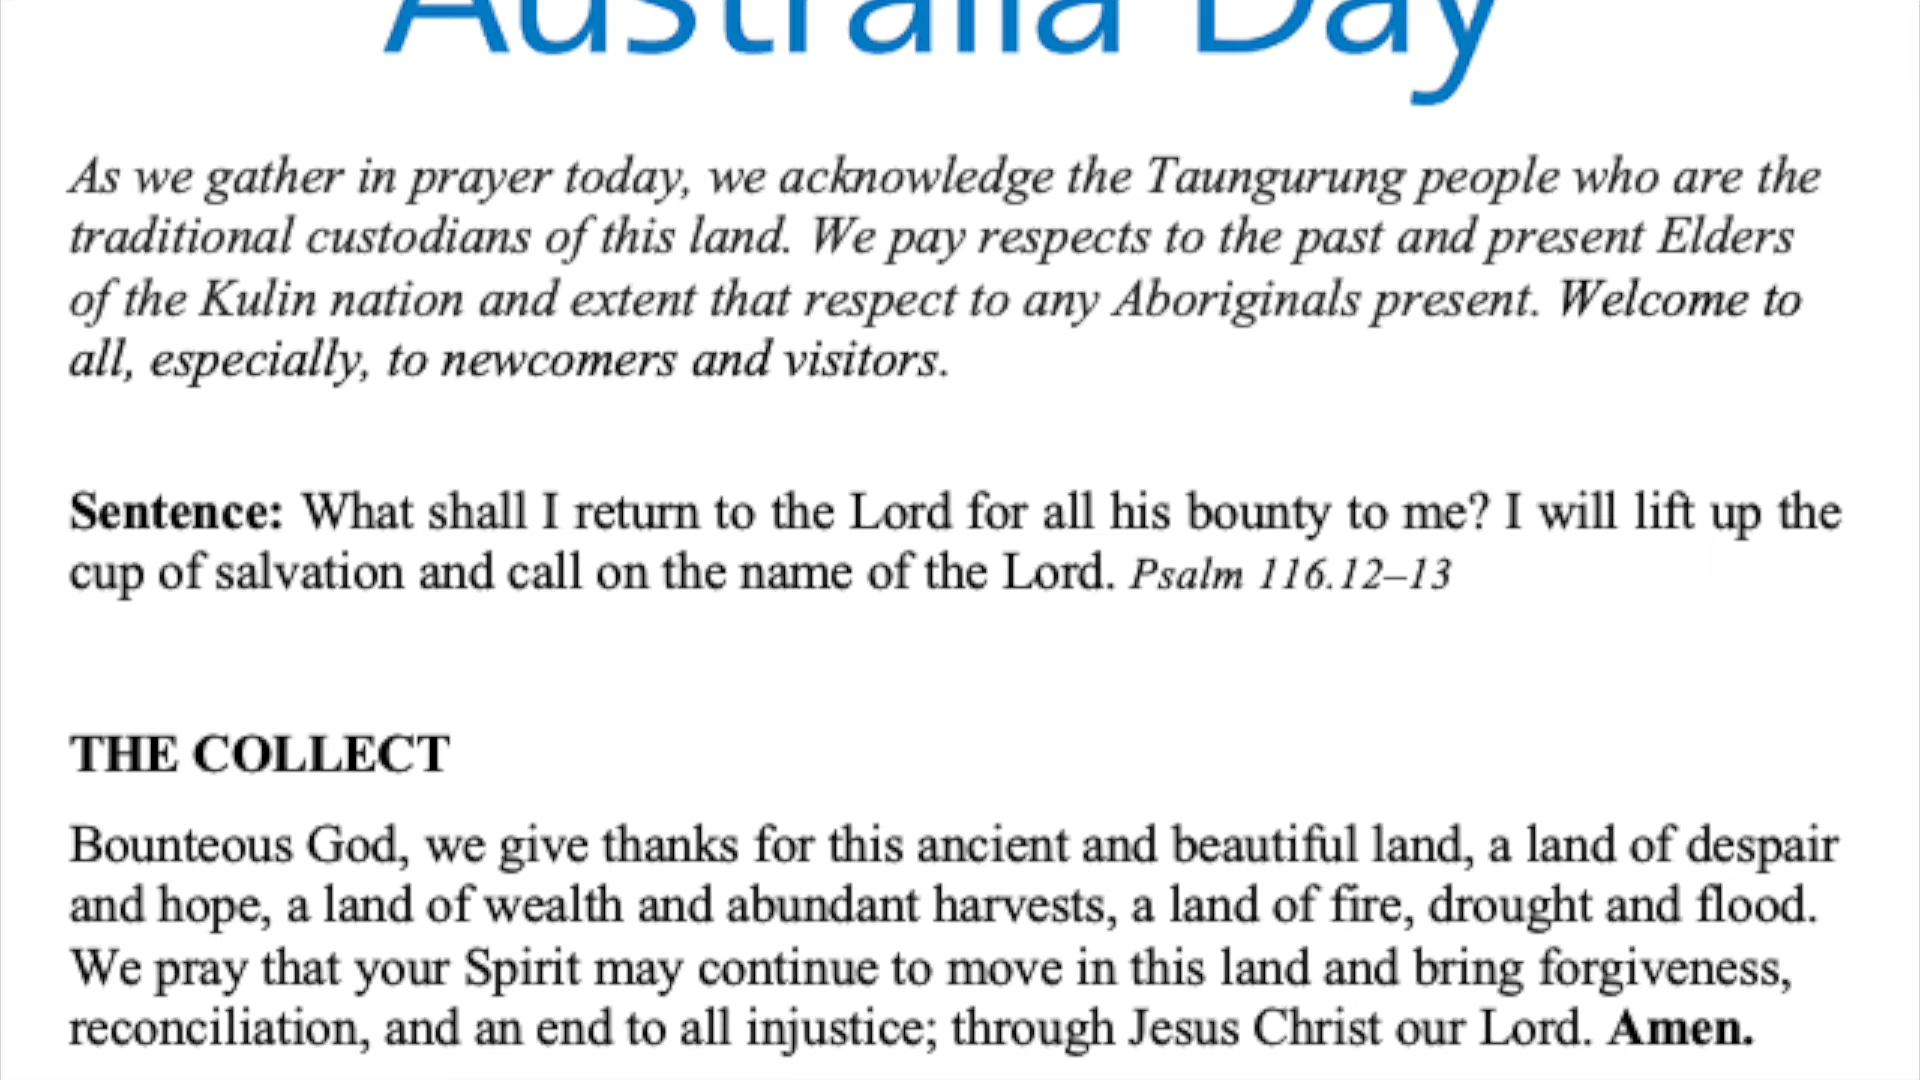 Australia Day
As we gather in prayer today, we acknowledge the Taungurung people who are the
traditional custodians of this land. We pay respects to the past and present Elders
of the Kulin nation and extent that respect to any Aboriginals present. Welcome to
all, especially, to newcomers and visitors.
Sentence: What shall I return to the Lord for all his bounty to me? I will lift up the
cup of salvation and call on the name of the Lord. Psalm 116.12–13
THE COLLECT
Bounteous God, we give thanks for this ancient and beautiful land, a land of despair
and hope, a land of wealth and abundant harvests, a land of fire, drought and flood.
We pray that your Spirit may continue to move in this land and bring forgiveness,
reconciliation, and an end to all injustice; through Jesus Christ our Lord. Amen.